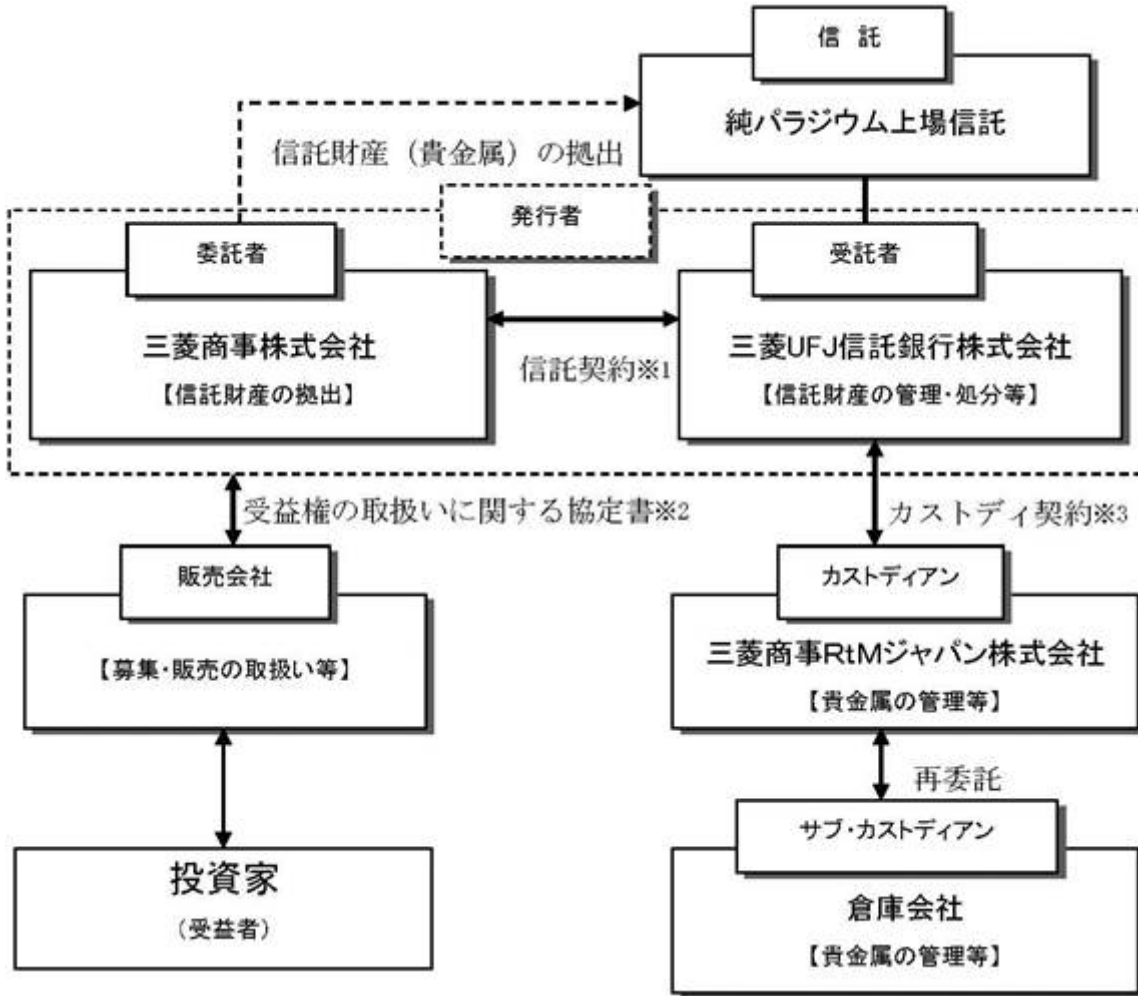 信 託
純パラジウム上場信託
信託財産（貴金属）の拠出
発行者
委託者
三菱商事株式会社
【信託財産の拠出】
信託契約※1
受託者
三菱UFJ信託銀行株式会社
【信託財産の管理･処分等】
受益権の取扱いに関する協定書※2
カストディ契約※3
販売会社
【募集･販売の取扱い等】
カストディアン
三菱商事RtMジャパン株式会社
【貴金属の管理等】
再委託
投資家
（受益者）
サブ･カストディアン
倉庫会社
【貴金属の管理等】